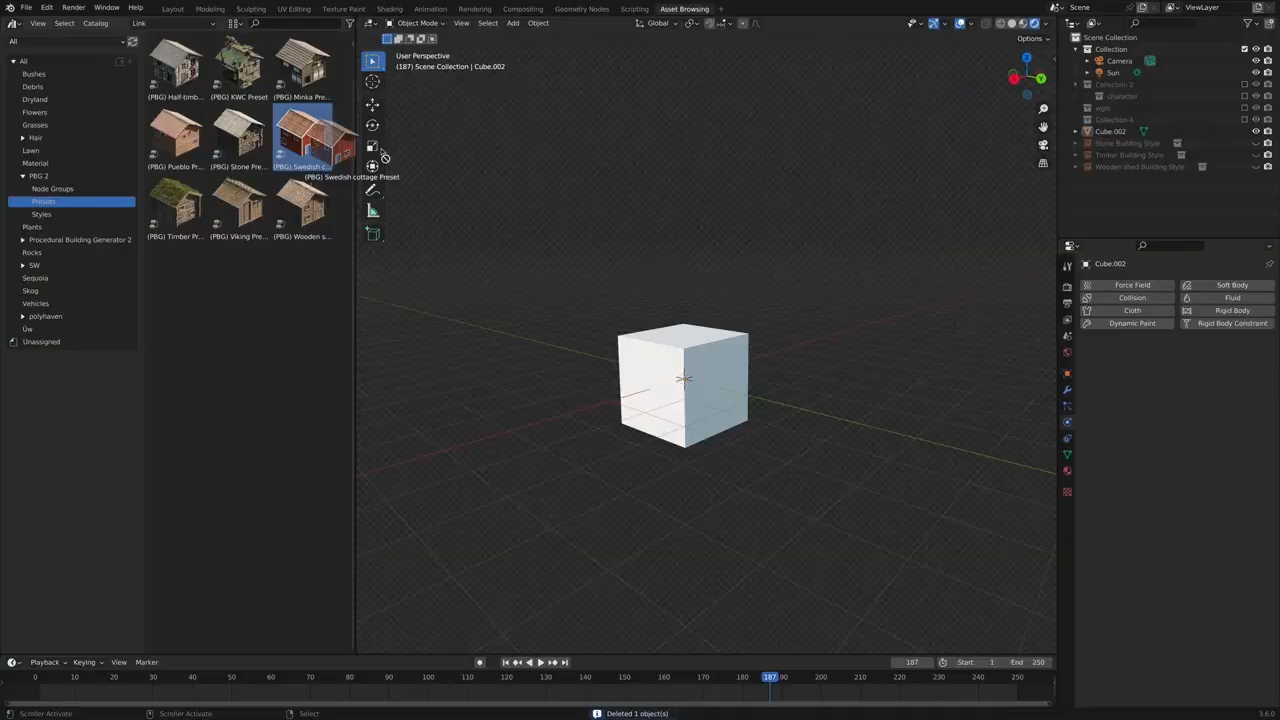 File Edit Render Window Help Layout Modeling Sculpting UV Editing Texture Paint Shading Animation Rendering Compositing Geometry Nodes Scripting Asset Browsing + Scene ViewLayer
View Select Catalog Link Object Mode View Select Add Object Global
All Options
All
Bushes
Debris
Dryland
Flowers
Grasses
Hair
Lawn
Material
PBG 2
Node Groups
Presets
Styles
Plants
Procedural Building Generator 2
Rocks
SW
Sequoia
Skog
Vehicles
polyhaven
Üw
Unassigned
(PBG) Half-timb... (PBG) KWC Preset (PBG) Minka Pre...
(PBG) Pueblo Pr... (PBG) Stone Pre... (PBG) Swedish c...
(PBG) Swedish cottage Preset
(PBG) Timber Pr... (PBG) Viking Pre... (PBG) Wooden s...
User Perspective
(187) Scene Collection | Cube.002
X Y Z
Scene Collection
Collection
Camera
Sun
Collection 2
character
wgts
Collection 4
Cube.002
Stone Building Style
Timber Building Style
Wooden shed Building Style
Cube.002
Force Field Soft Body
Collision Fluid
Cloth Rigid Body
Dynamic Paint Rigid Body Constraint
Playback Keying View Marker 187 Start 1 End 250
0 10 20 30 40 50 60 70 80 90 100 110 120 130 140 150 160 170 180 187 90 200 210 220 230 240 250
Scroller Activate Scroller Activate Select Deleted 1 object(s) 3.6.0